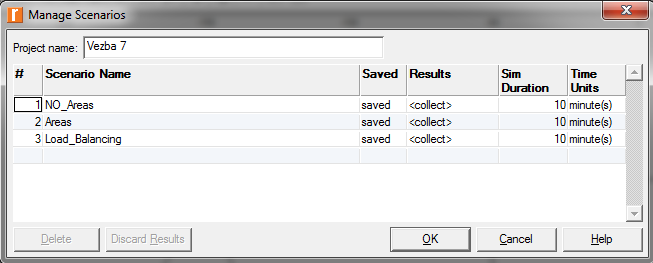 Manage Scenarios
Project name: Vezba 7
# Scenario Name Saved Results Sim Duration Time Units
1 NO_Areas saved <collect> 10 minute(s)
2 Areas saved <collect> 10 minute(s)
3 Load_Balancing saved <collect> 10 minute(s)
Delete Discard Results OK Cancel Help